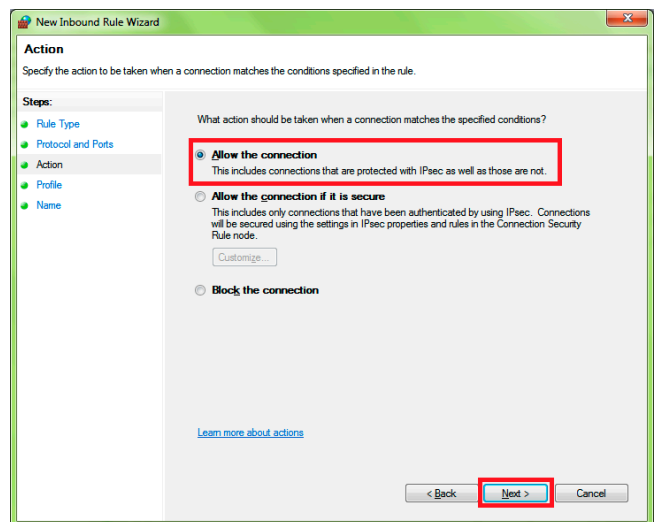 New Inbound Rule Wizard
Action
Specify the action to be taken when a connection matches the conditions specified in the rule.
Steps:
Rule Type
Protocol and Ports
Action
Profile
Name
What action should be taken when a connection matches the specified conditions?
Allow the connection
This includes connections that are protected with IPsec as well as those are not.
Allow the connection if it is secure
This includes only connections that have been authenticated by using IPsec. Connections
will be secured using the settings in IPsec properties and rules in the Connection Security
Rule node.
Customize...
Block the connection
Learn more about actions
< Back
Next >
Cancel